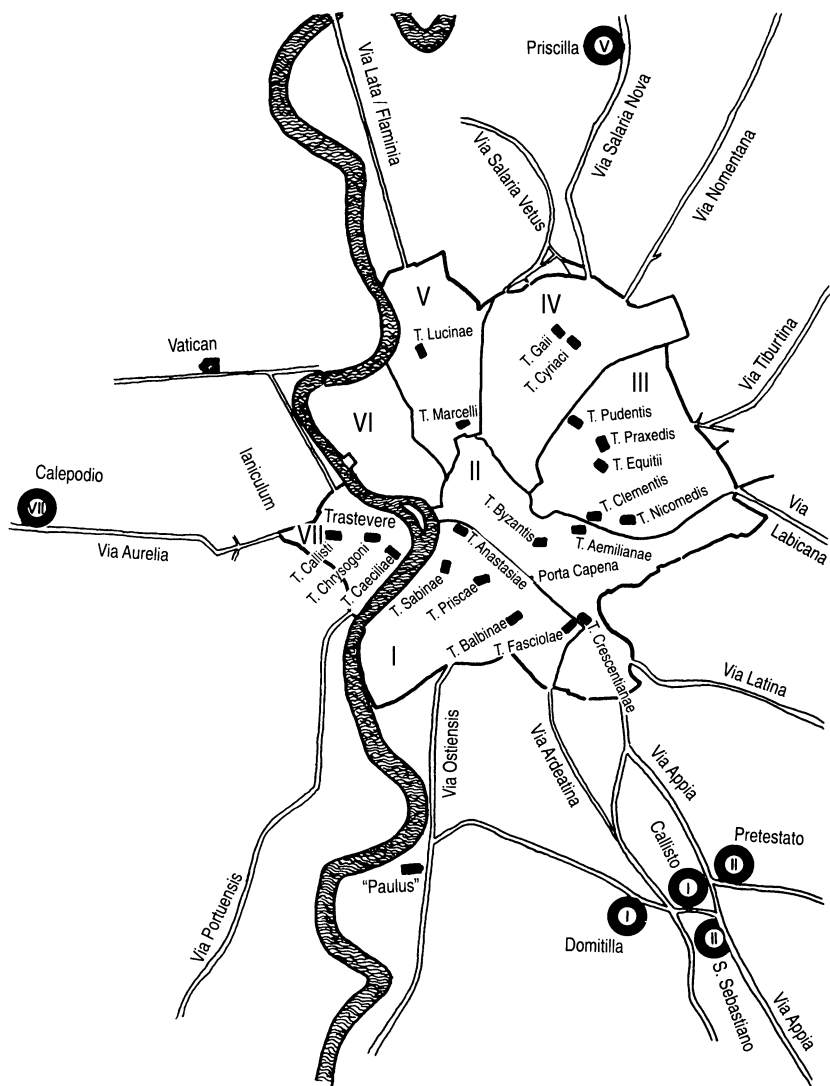 Priscilla
V
Via Lata / Flaminia
Via Salaria Nova
Via Salaria Vetus
Via Nomentana
V
IV
T. Lucinae
T. Gaii
T. Cyriaci
Via Tiburtina
Vatican
III
VI
T. Marcelli
T. Pudentis
T. Praxedis
T. Equitii
Ianiculum
II
Calepodio
VII
T. Clementis
T. Nicomedis
Via Labicana
Trastevere
T. Byzantis
T. Aemilianae
VII
T. Callisti
T. Chrysogoni
T. Caeciliae
Via Aurelia
T. Anastasiae
Porta Capena
T. Sabinae
T. Priscae
T. Balbinae
T. Fasciolae
T. Crescentianae
I
Via Latina
Via Ostiensis
Via Ardeatina
Via Appia
Callisto
I
Pretestato
II
"Paulus"
Via Portuensis
I
Domitilla
II
S. Sebastiano
Via Appia